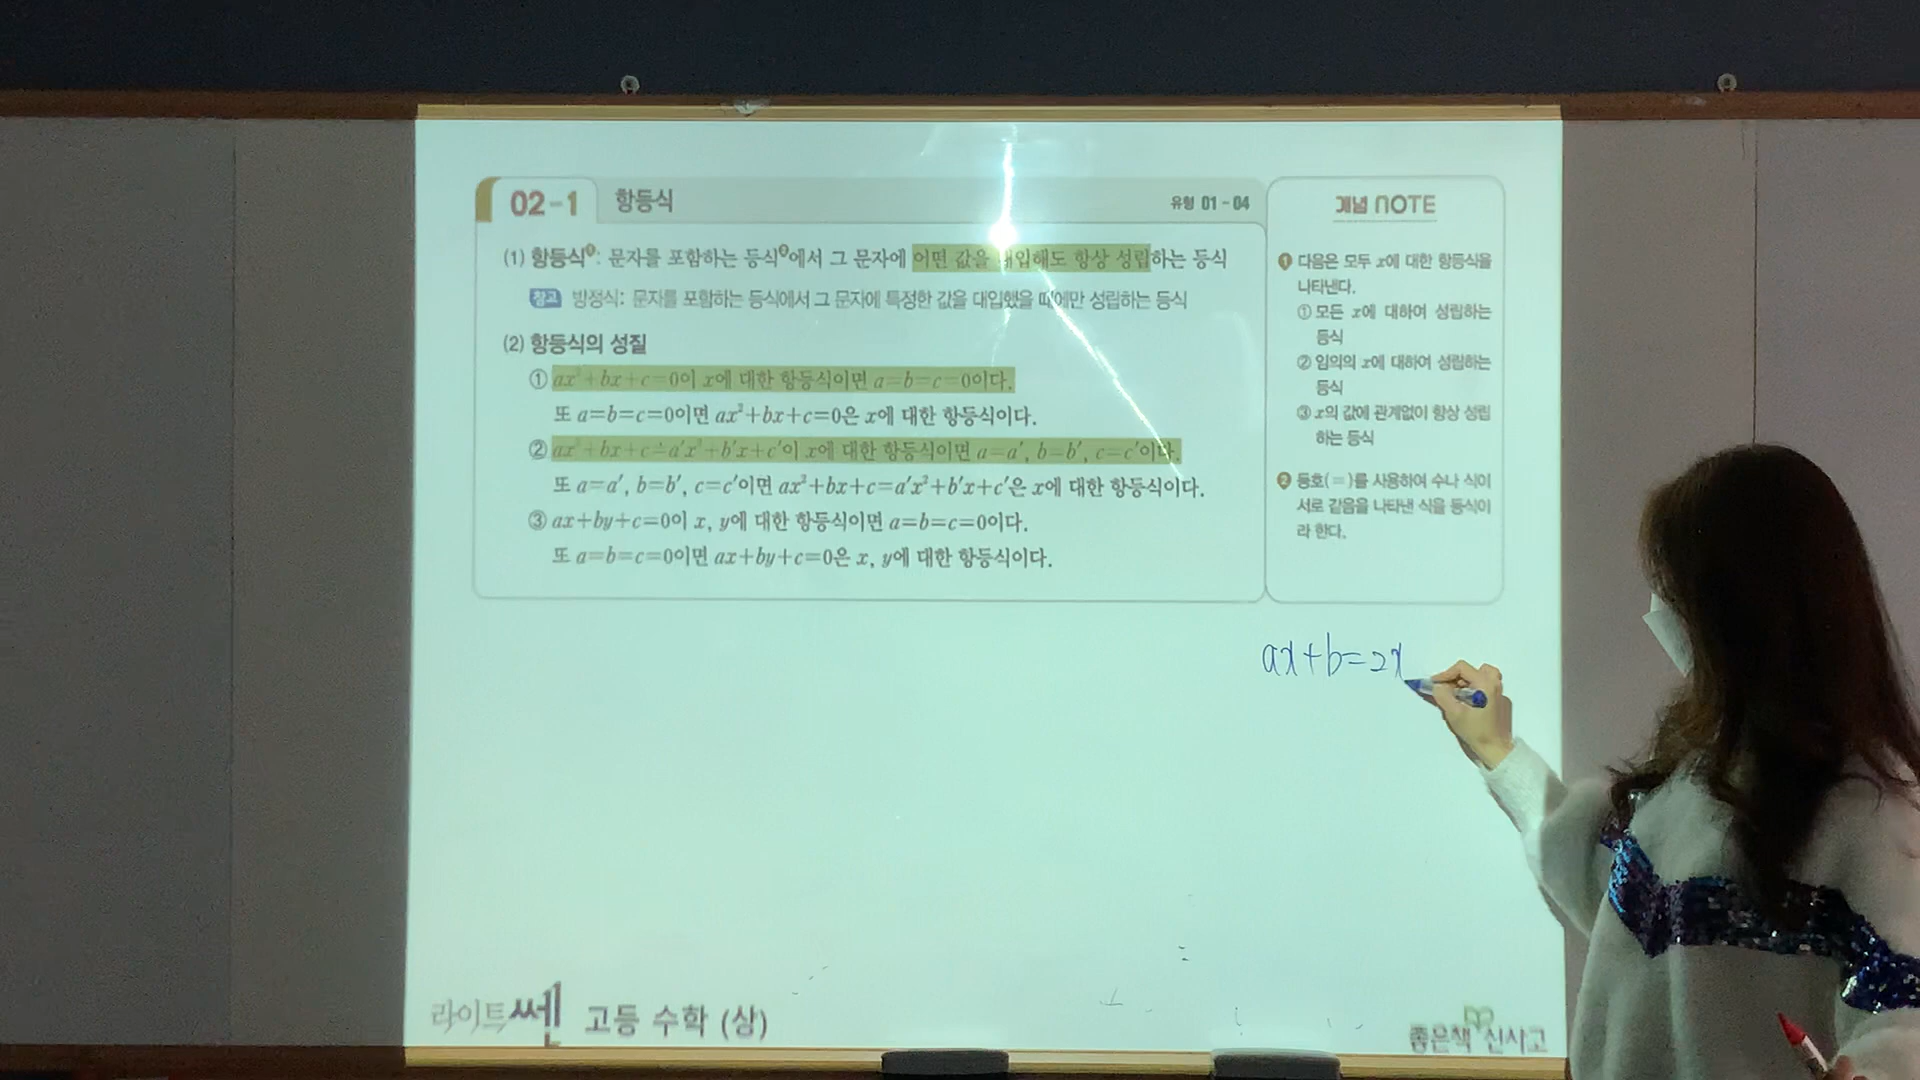 02-1 항등식 유형 01-04
(1) 항등식❶: 문자를 포함하는 등식❷에서 그 문자에 어떤 값을 대입해도 항상 성립하는 등식
참고 방정식: 문자를 포함하는 등식에서 그 문자에 특정한 값을 대입했을 때에만 성립하는 등식
(2) 항등식의 성질
① ax²+bx+c=0이 x에 대한 항등식이면 a=b=c=0이다.
또 a=b=c=0이면 ax²+bx+c=0은 x에 대한 항등식이다.
② ax²+bx+c=a′x²+b′x+c′이 x에 대한 항등식이면 a=a′, b=b′, c=c′이다.
또 a=a′, b=b′, c=c′이면 ax²+bx+c=a′x²+b′x+c′은 x에 대한 항등식이다.
③ ax+by+c=0이 x, y에 대한 항등식이면 a=b=c=0이다.
또 a=b=c=0이면 ax+by+c=0은 x, y에 대한 항등식이다.
개념 NOTE
❶ 다음은 모두 x에 대한 항등식을
나타낸다.
① 모든 x에 대하여 성립하는
등식
② 임의의 x에 대하여 성립하는
등식
③ x의 값에 관계없이 항상 성립
하는 등식
❷ 등호(=)를 사용하여 수나 식이
서로 같음을 나타낸 식을 등식이
라 한다.
ax+b=2x
라이트쎈 고등 수학 (상)
좋은책 신사고